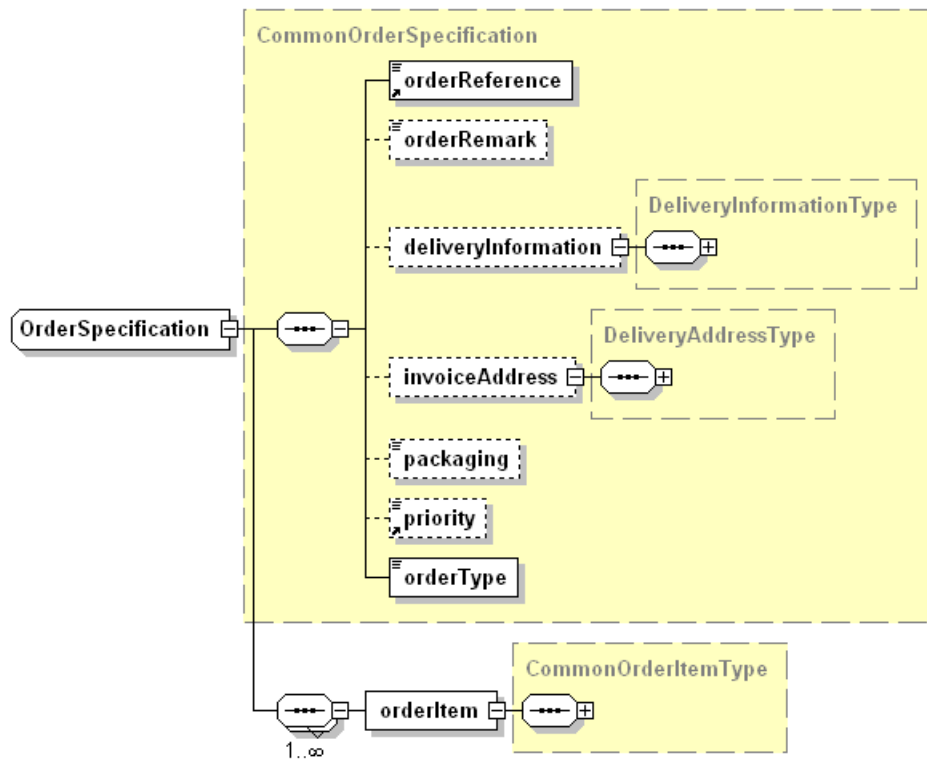 CommonOrderSpecification
orderReference
orderRemark
DeliveryInformationType
deliveryInformation
OrderSpecification
DeliveryAddressType
invoiceAddress
packaging
priority
orderType
CommonOrderItemType
orderItem
1..∞